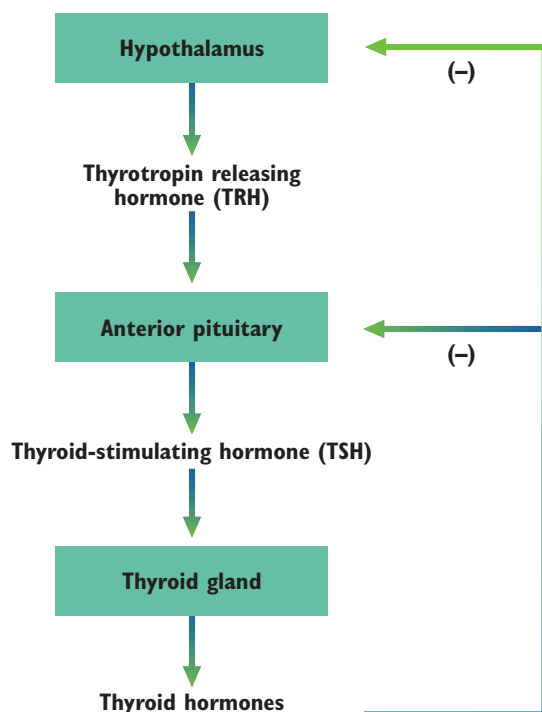 Hypothalamus
(–)
Thyrotropin releasing
hormone (TRH)
Anterior pituitary
(–)
Thyroid-stimulating hormone (TSH)
Thyroid gland
Thyroid hormones